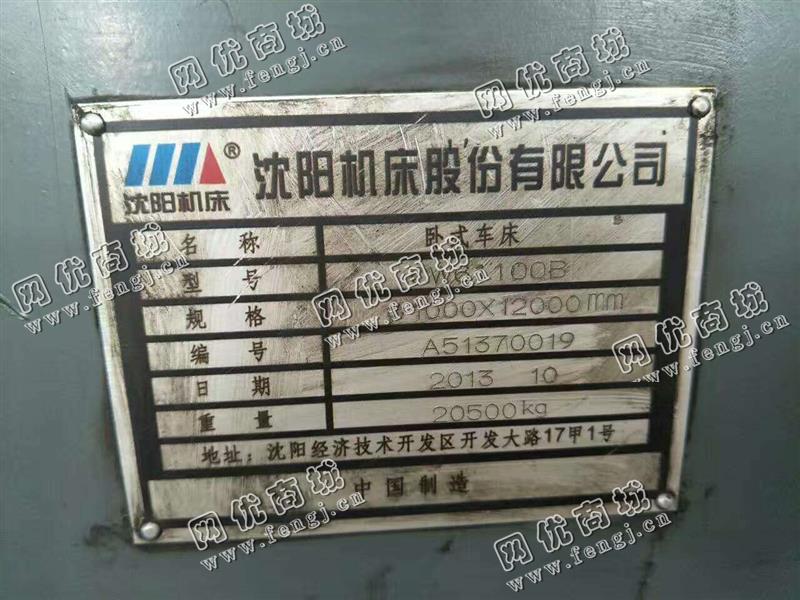 网优商城
www.fengj.cn
沈阳机床® 沈阳机床股份有限公司
名称 卧式车床
型号 100B
规格 1000X12000mm
编号 A51370019
日期 2013 10
重量 20500kg
地址：沈阳经济技术开发区开发大路17甲1号
中国制造